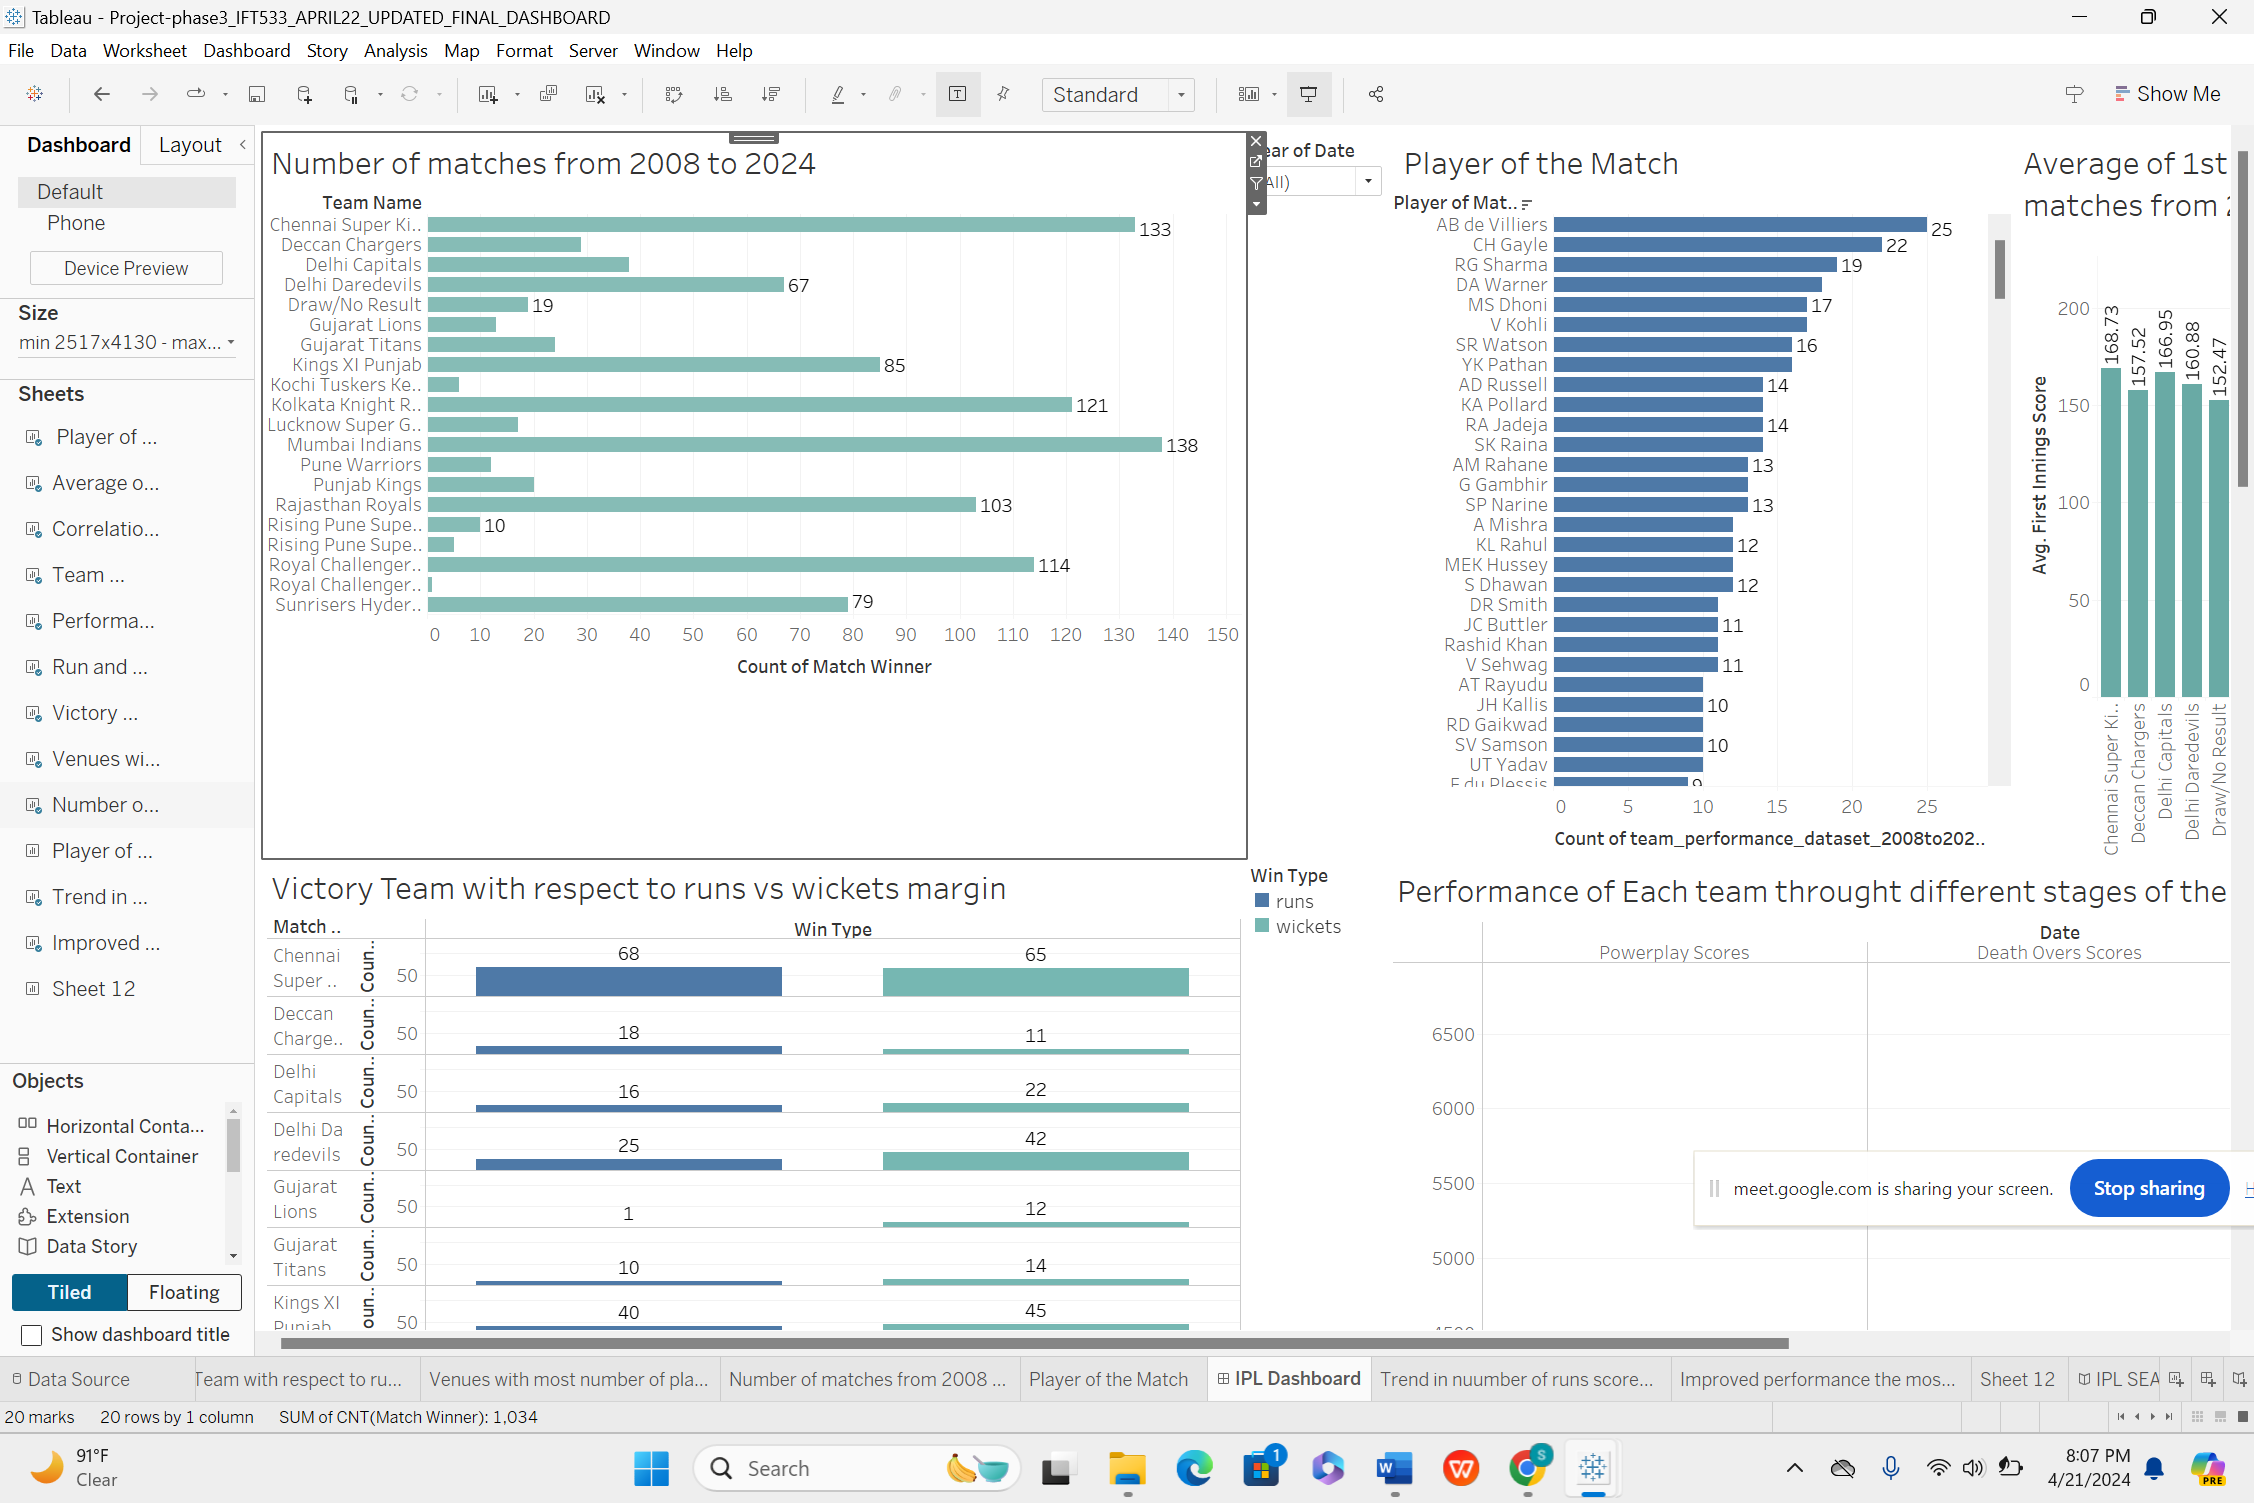 Tableau - Project-phase3_IFT533_APRIL22_UPDATED_FINAL_DASHBOARD
File Data Worksheet Dashboard Story Analysis Map Format Server Window Help
Standard
Show Me
Dashboard
Layout
Default
Phone
Device Preview
Size
min 2517x4130 - max...
Sheets
Player of ...
Average o...
Correlatio...
Team ...
Performa...
Run and ...
Victory ...
Venues wi...
Number o...
Player of ...
Trend in ...
Improved ...
Sheet 12
Objects
Horizontal Conta...
Vertical Container
Text
Extension
Data Story
Tiled
Floating
Show dashboard title
Number of matches from 2008 to 2024
Team Name
Chennai Super Ki.. 133
Deccan Chargers
Delhi Capitals
Delhi Daredevils 67
Draw/No Result 19
Gujarat Lions
Gujarat Titans
Kings XI Punjab 85
Kochi Tuskers Ke..
Kolkata Knight R.. 121
Lucknow Super G..
Mumbai Indians 138
Pune Warriors
Punjab Kings
Rajasthan Royals 103
Rising Pune Supe.. 10
Rising Pune Supe..
Royal Challenger.. 114
Royal Challenger..
Sunrisers Hyder.. 79
0 10 20 30 40 50 60 70 80 90 100 110 120 130 140 150
Count of Match Winner
ear of Date
All)
Player of the Match
Player of Mat..
AB de Villiers 25
CH Gayle 22
RG Sharma 19
DA Warner
MS Dhoni 17
V Kohli
SR Watson 16
YK Pathan
AD Russell 14
KA Pollard
RA Jadeja 14
SK Raina
AM Rahane 13
G Gambhir
SP Narine 13
A Mishra
KL Rahul 12
MEK Hussey
S Dhawan 12
DR Smith
JC Buttler 11
Rashid Khan
V Sehwag 11
AT Rayudu
JH Kallis 10
RD Gaikwad
SV Samson 10
UT Yadav
F du Plessis 9
0 5 10 15 20 25
Count of team_performance_dataset_2008to202..
Average of 1st
matches from
Avg. First Innings Score
200
150
100
50
0
168.73
157.52
166.95
160.88
152.47
Chennai Super Ki..
Deccan Chargers
Delhi Capitals
Delhi Daredevils
Draw/No Result
Victory Team with respect to runs vs wickets margin
Match ..
Win Type
Chennai Super .. Coun.. 50 68 65
Deccan Charge.. Coun.. 50 18 11
Delhi Capitals Coun.. 50 16 22
Delhi Da redevils Coun.. 50 25 42
Gujarat Lions Coun.. 50 1 12
Gujarat Titans Coun.. 50 10 14
Kings XI Punjab oun.. 50 40 45
Win Type
runs
wickets
Performance of Each team throught different stages of the
Date
Powerplay Scores
Death Overs Scores
6500
6000
5500
5000
4500
meet.google.com is sharing your screen.
Stop sharing
H
Data Source
Team with respect to ru...
Venues with most number of pla...
Number of matches from 2008 ...
Player of the Match
IPL Dashboard
Trend in nuumber of runs score...
Improved performance the mos...
Sheet 12
IPL SEA
20 marks
20 rows by 1 column
SUM of CNT(Match Winner): 1,034
91°F
Clear
Search
1
W
W
S
PRE
8:07 PM
4/21/2024